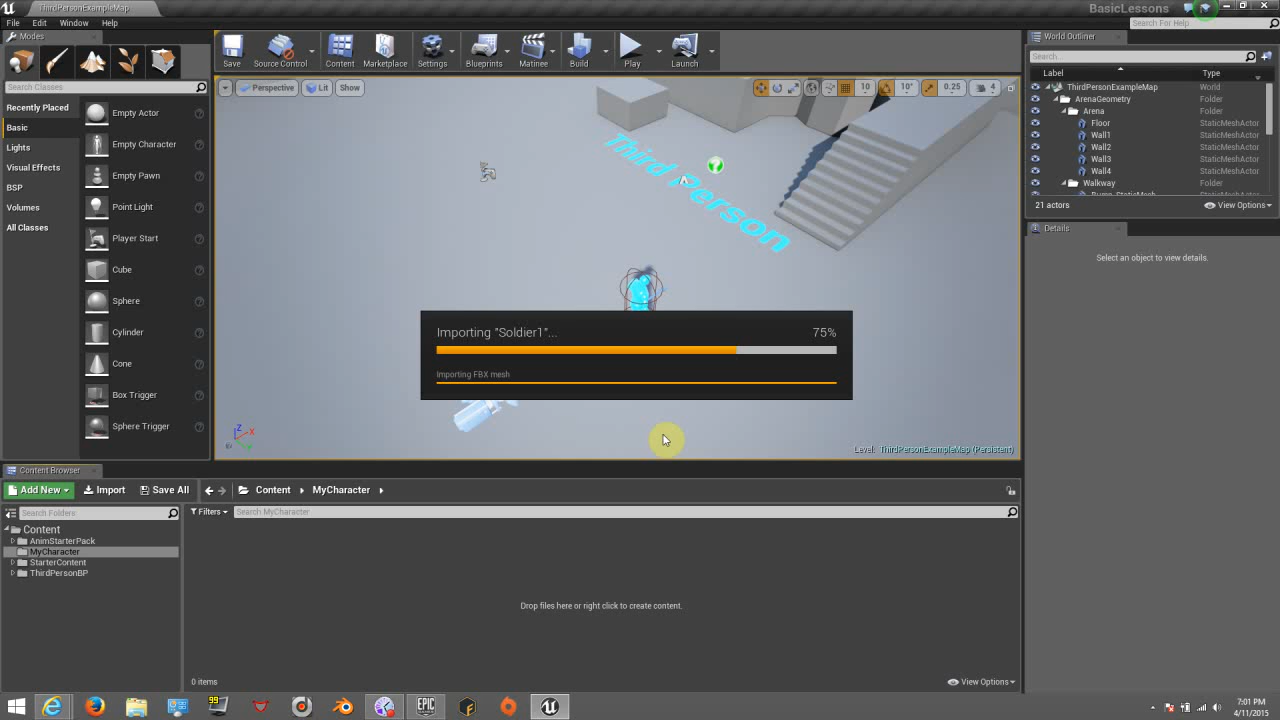 ThirdPersonExampleMap
BasicLessons
File Edit Window Help
Search For Help
Modes
Search Classes
Recently Placed
Basic
Lights
Visual Effects
BSP
Volumes
All Classes
Empty Actor
Empty Character
Empty Pawn
Point Light
Player Start
Cube
Sphere
Cylinder
Cone
Box Trigger
Sphere Trigger
Save Source Control Content Marketplace Settings Blueprints Matinee Build Play Launch
Perspective Lit Show 10 10° 0.25 4
Third Person
Importing "Soldier1"... 75%
Importing FBX mesh
Z X
Level: ThirdPersonExampleMap (Persistent)
World Outliner
Search...
Label Type
ThirdPersonExampleMap World
ArenaGeometry Folder
Arena Folder
Floor StaticMeshActor
Wall1 StaticMeshActor
Wall2 StaticMeshActor
Wall3 StaticMeshActor
Wall4 StaticMeshActor
Walkway Folder
21 actors View Options
Details
Select an object to view details.
Content Browser
Add New Import Save All Content MyCharacter
Search Folders
Filters Search MyCharacter
Content
AnimStarterPack
MyCharacter
StarterContent
ThirdPersonBP
Drop files here or right click to create content.
0 items View Options
99
EPIC
7:01 PM
4/11/2015